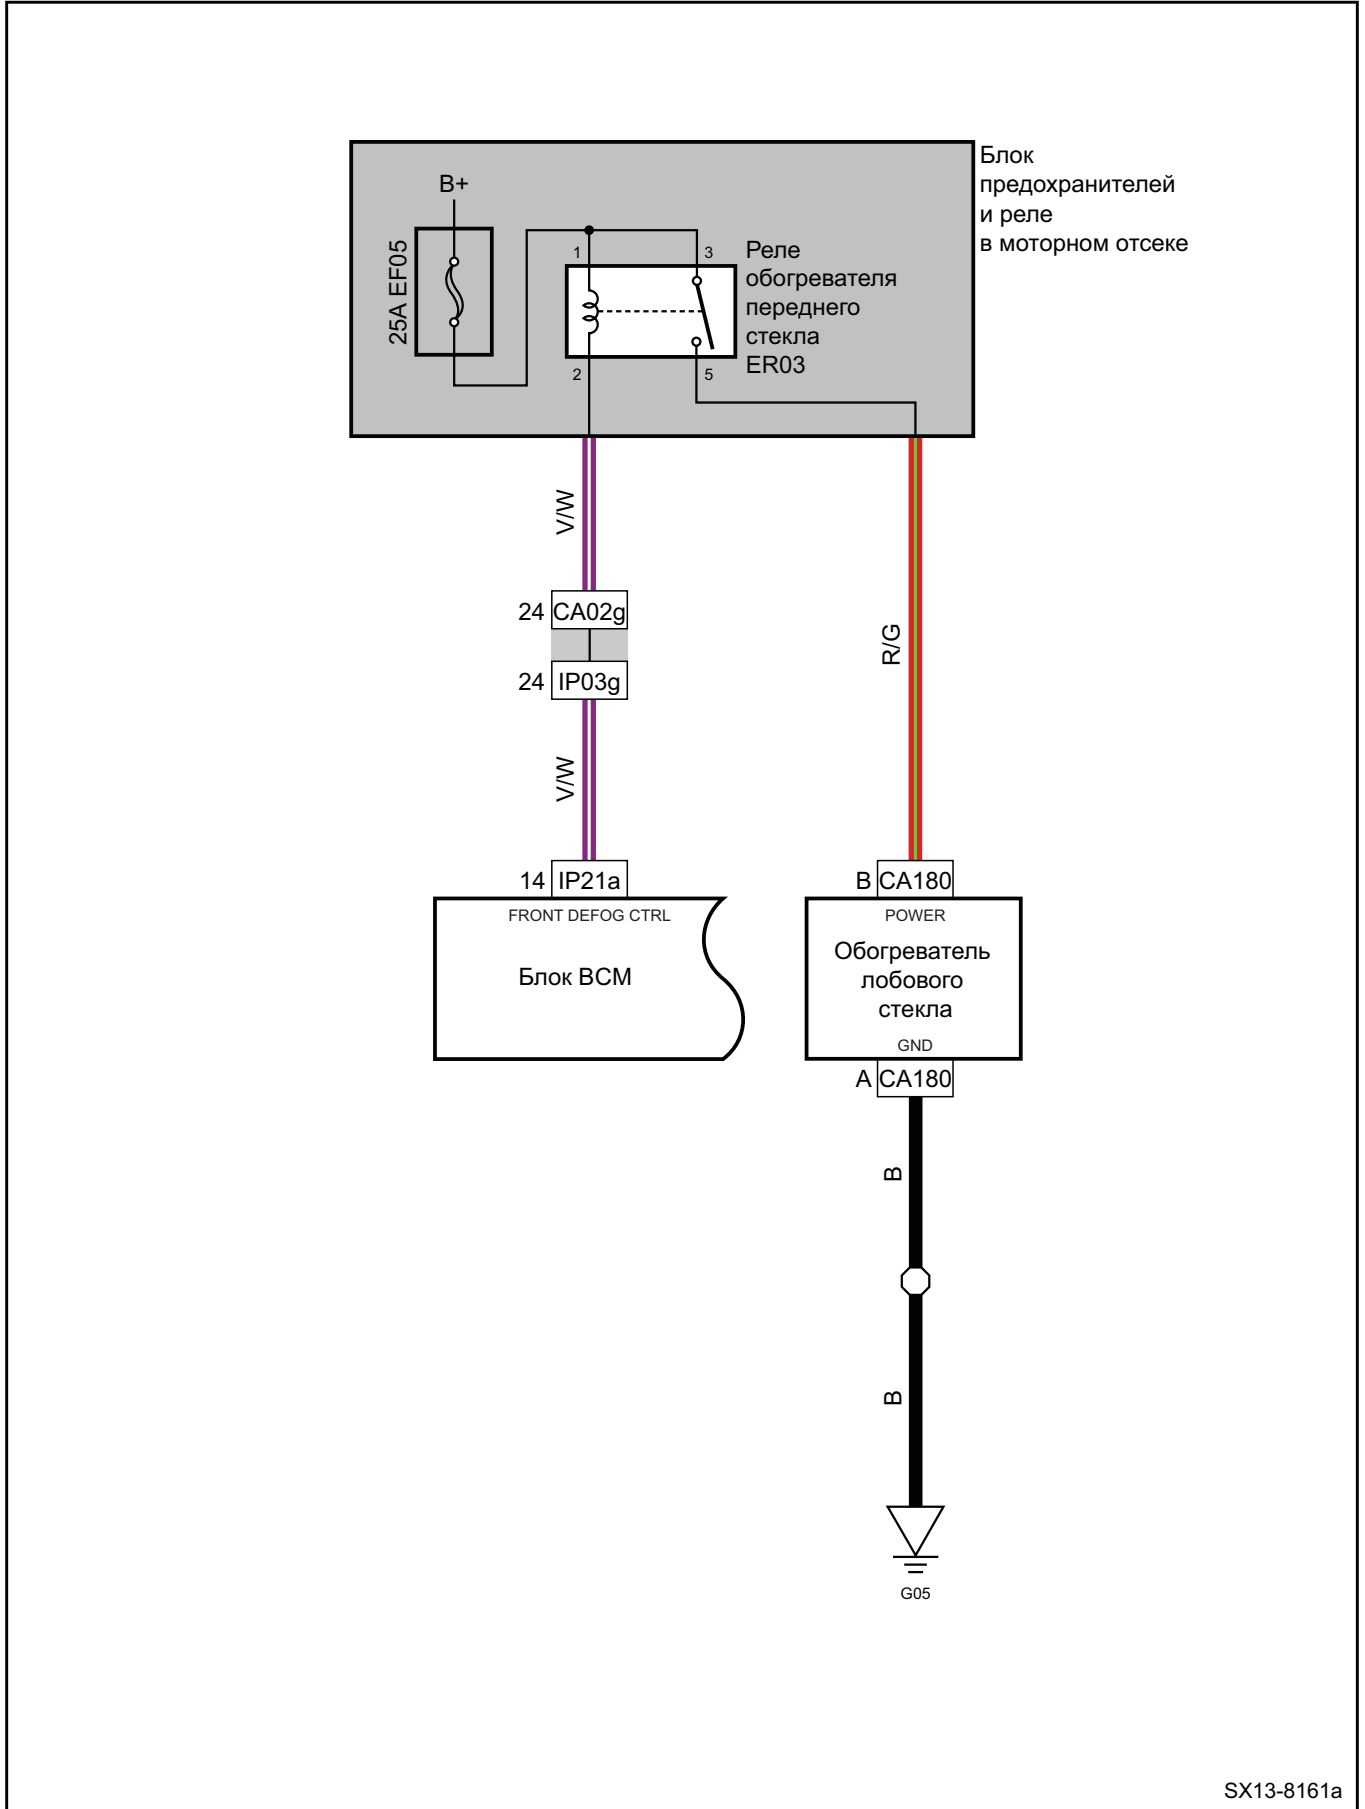 Блок
предохранителей
и реле
в моторном отсеке
B+
25A EF05
1
3
Реле
обогревателя
переднего
стекла
ER03
2
5
V/W
R/G
24 CA02g
24 IP03g
V/W
14 IP21a
B CA180
FRONT DEFOG CTRL
POWER
Блок BCM
Обогреватель
лобового
стекла
GND
A CA180
B
B
G05
SX13-8161a